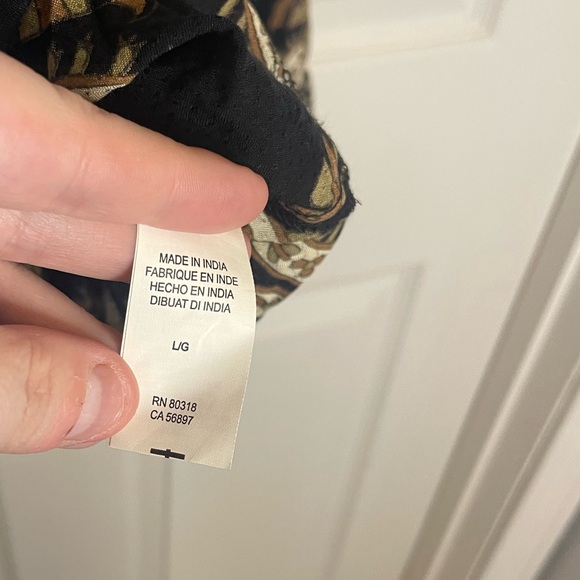 MADE IN INDIA
FABRIQUE EN INDE
HECHO EN INDIA
DIBUAT DI INDIA
L/G
RN 80318
CA 56897